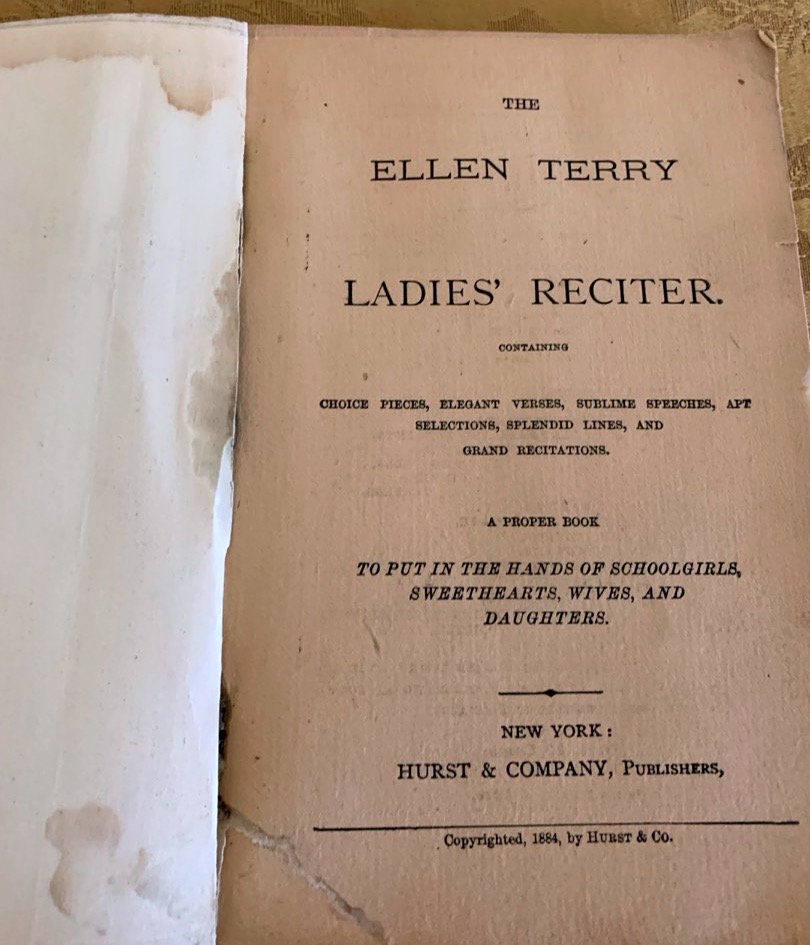 THE
ELLEN TERRY
LADIES' RECITER.
CONTAINING
CHOICE PIECES, ELEGANT VERSES, SUBLIME SPEECHES, APT
SELECTIONS, SPLENDID LINES, AND
GRAND RECITATIONS.
A PROPER BOOK
TO PUT IN THE HANDS OF SCHOOLGIRLS,
SWEETHEARTS, WIVES, AND
DAUGHTERS.
NEW YORK:
HURST & COMPANY, PUBLISHERS,
Copyrighted, 1884, by HURST & CO.